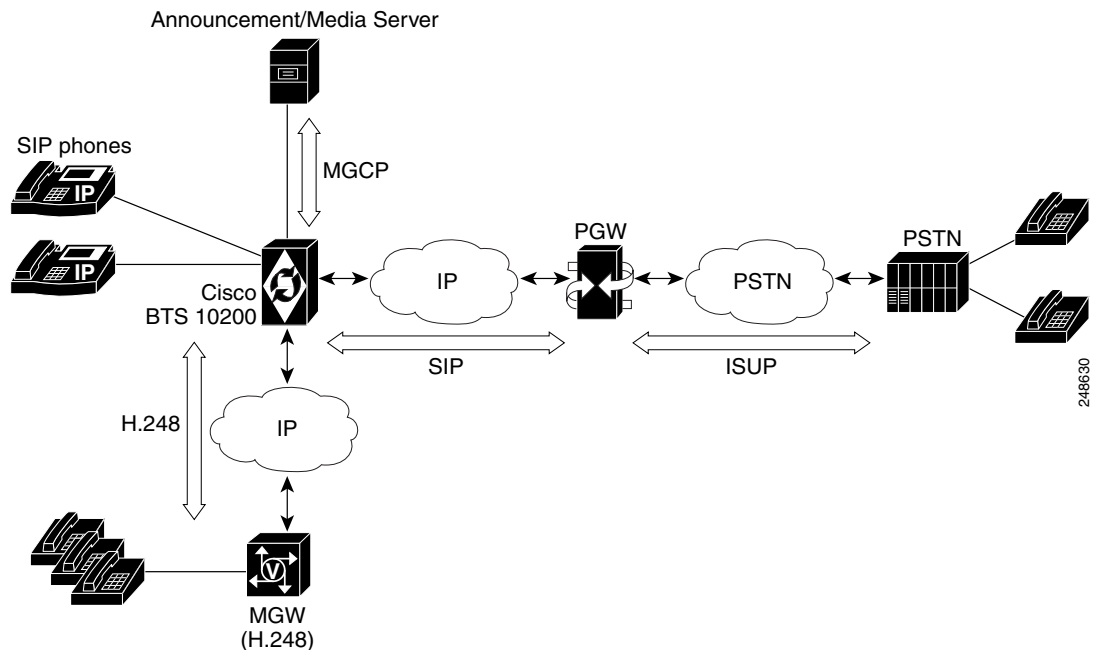 Announcement/Media Server
SIP phones
IP
IP
MGCP
Cisco
BTS 10200
IP
PGW
PSTN
PSTN
SIP
ISUP
H.248
IP
V
MGW
(H.248)
248630